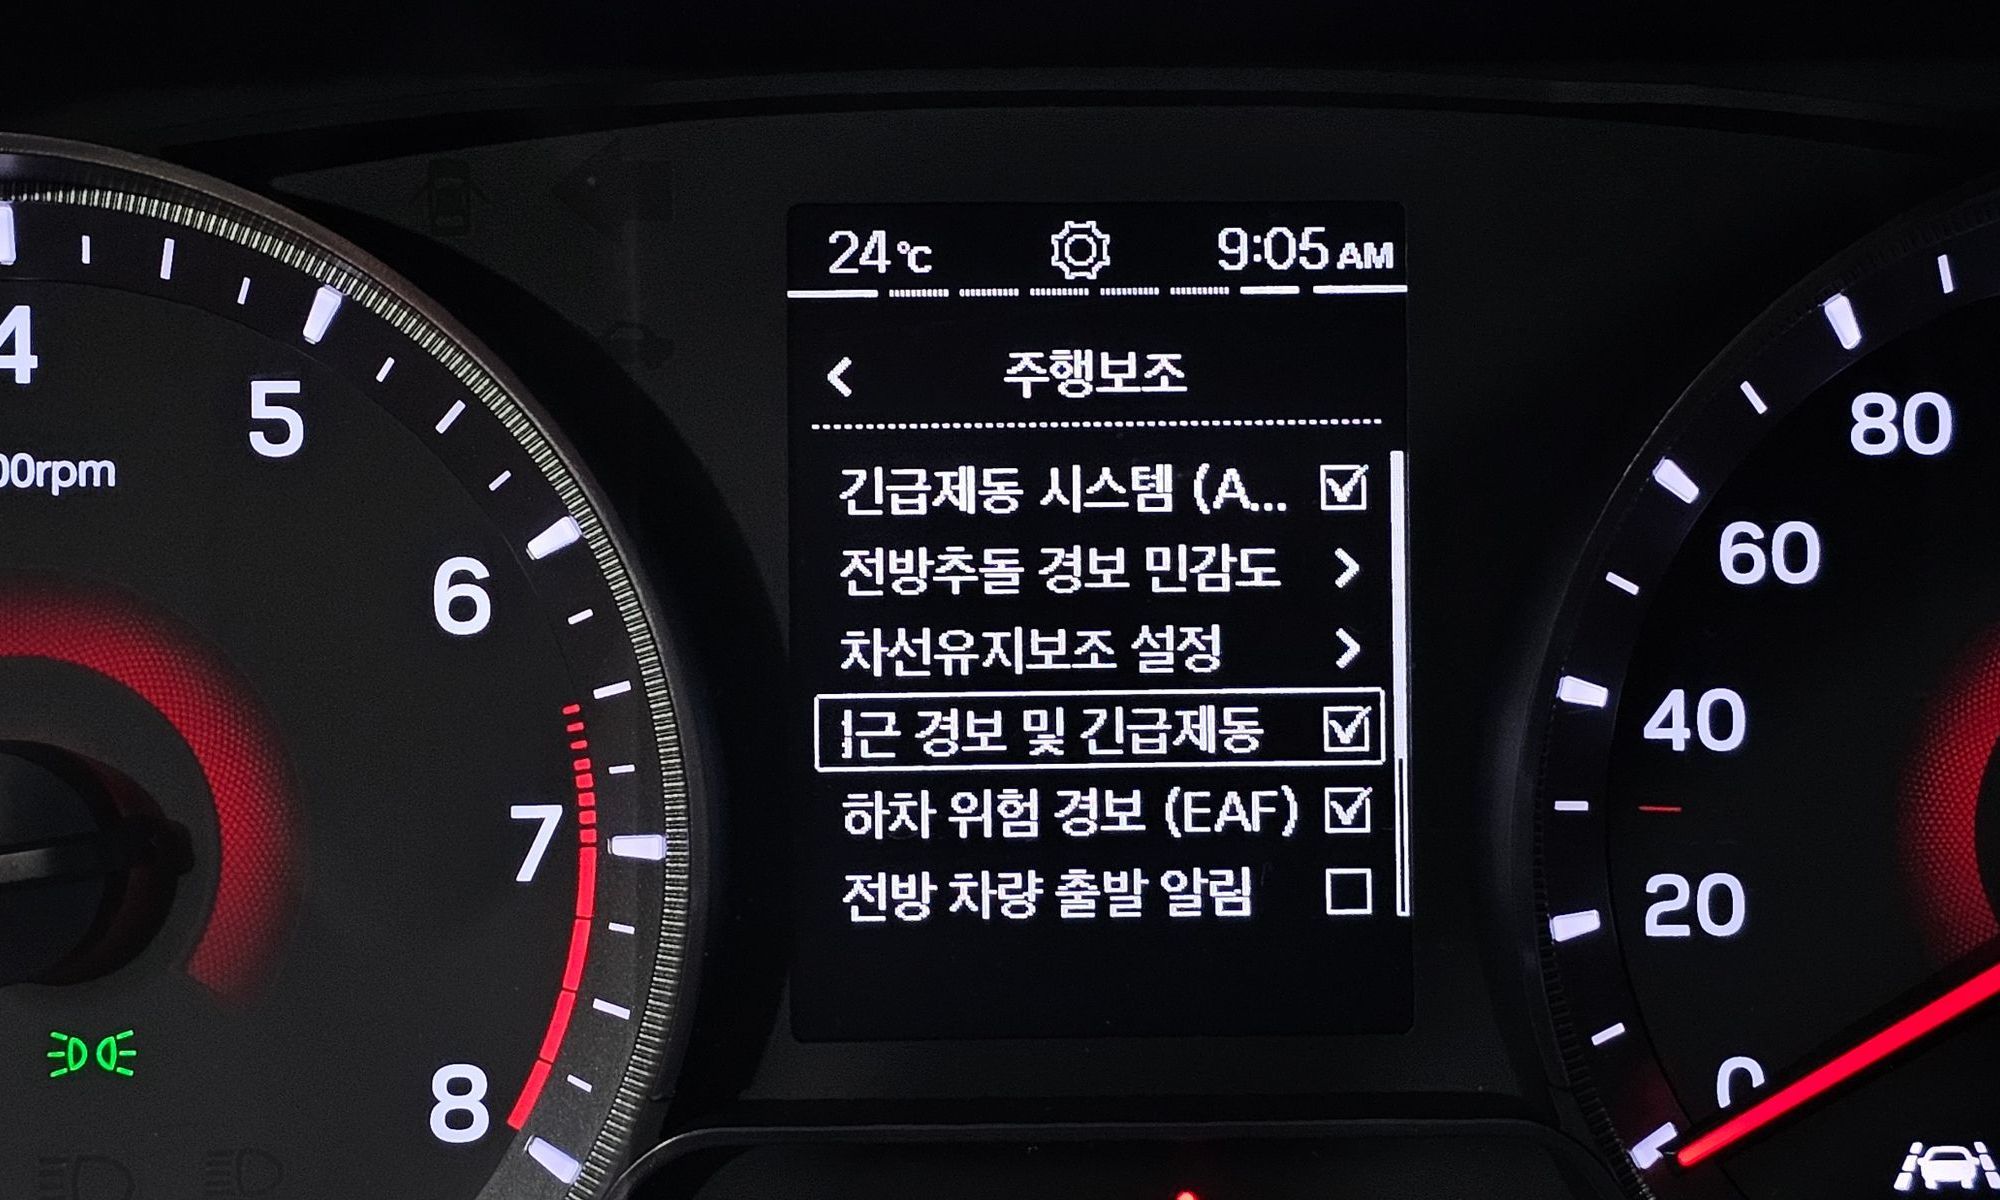 24℃ 9:05 AM
주행보조
긴급제동 시스템 (A...
전방추돌 경보 민감도
차선유지보조 설정
근 경보 및 긴급제동
하차 위험 경보 (EAF)
전방 차량 출발 알림
4
5
00rpm
6
7
8
80
60
40
20
0